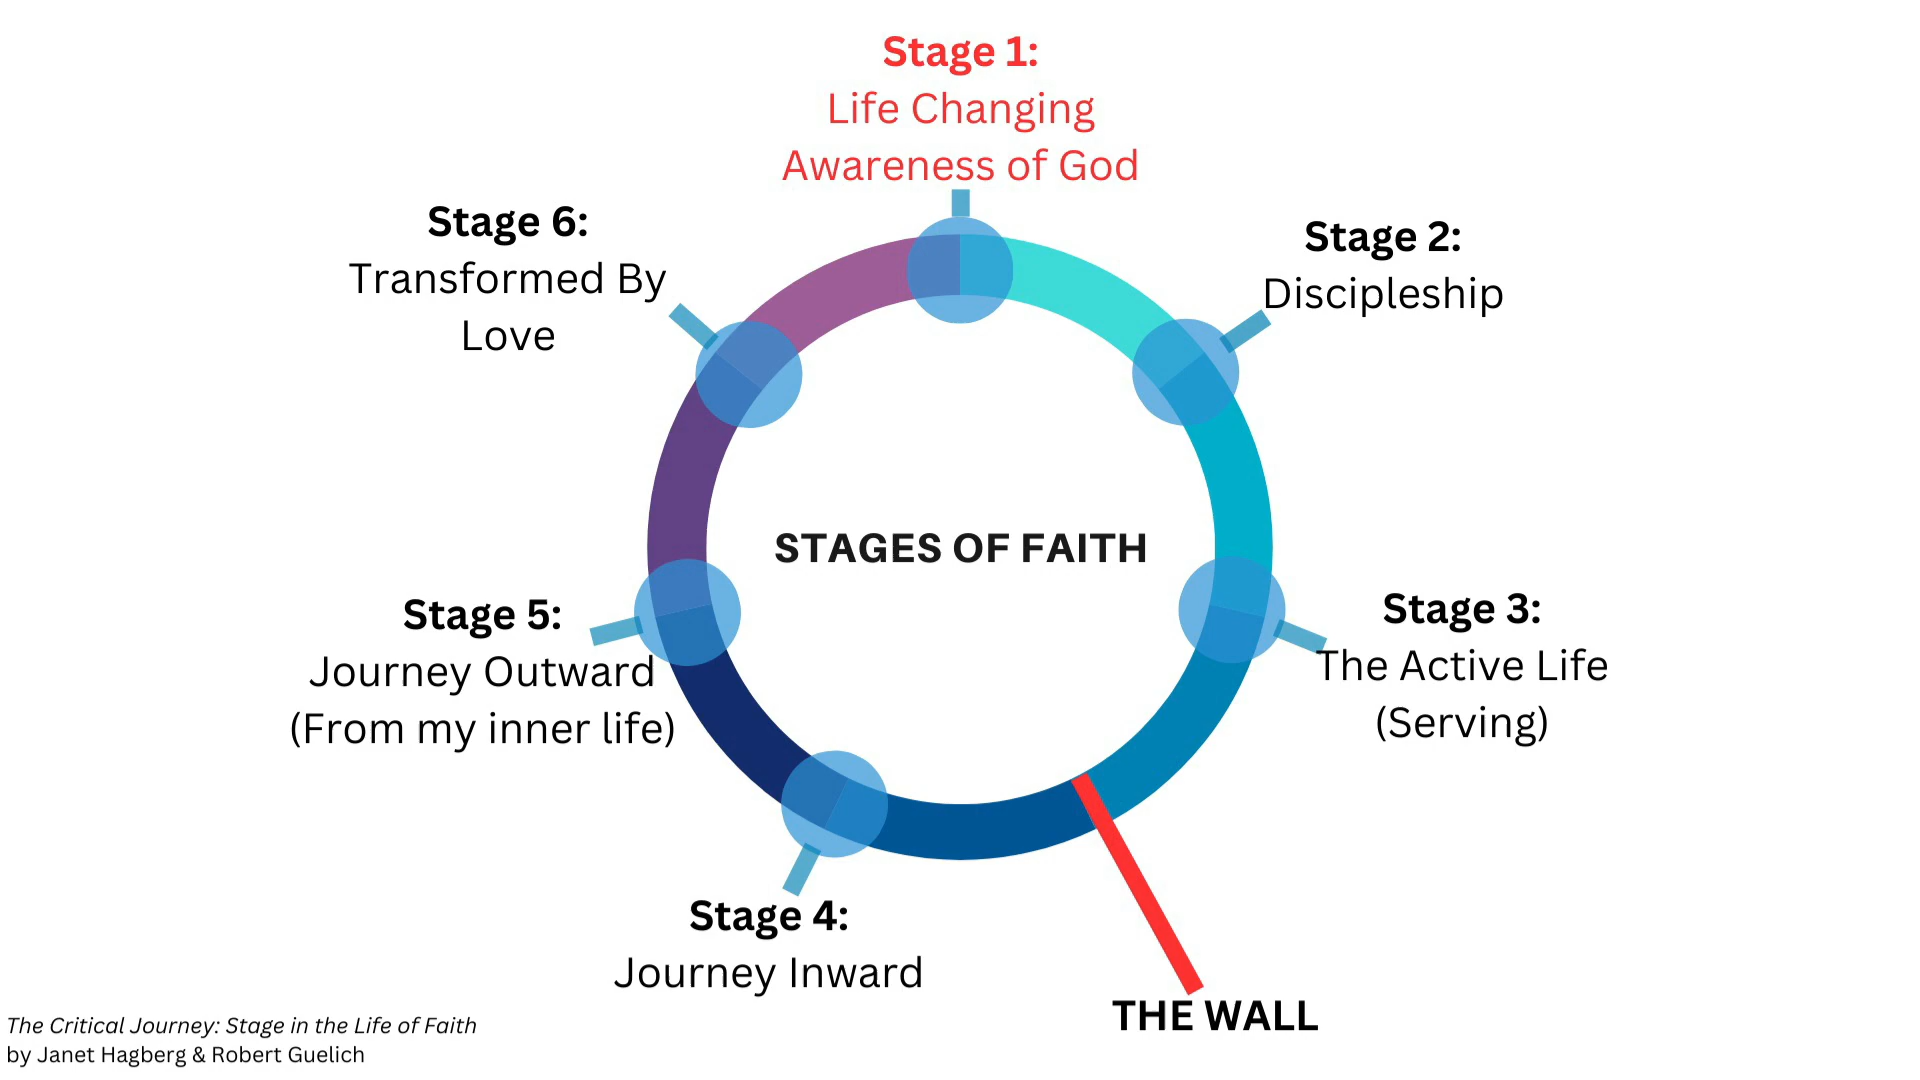 Stage 1:
Life Changing
Awareness of God
Stage 2:
Discipleship
Stage 3:
The Active Life
(Serving)
THE WALL
Stage 4:
Journey Inward
Stage 5:
Journey Outward
(From my inner life)
Stage 6:
Transformed By
Love
STAGES OF FAITH
The Critical Journey: Stage in the Life of Faith
by Janet Hagberg & Robert Guelich